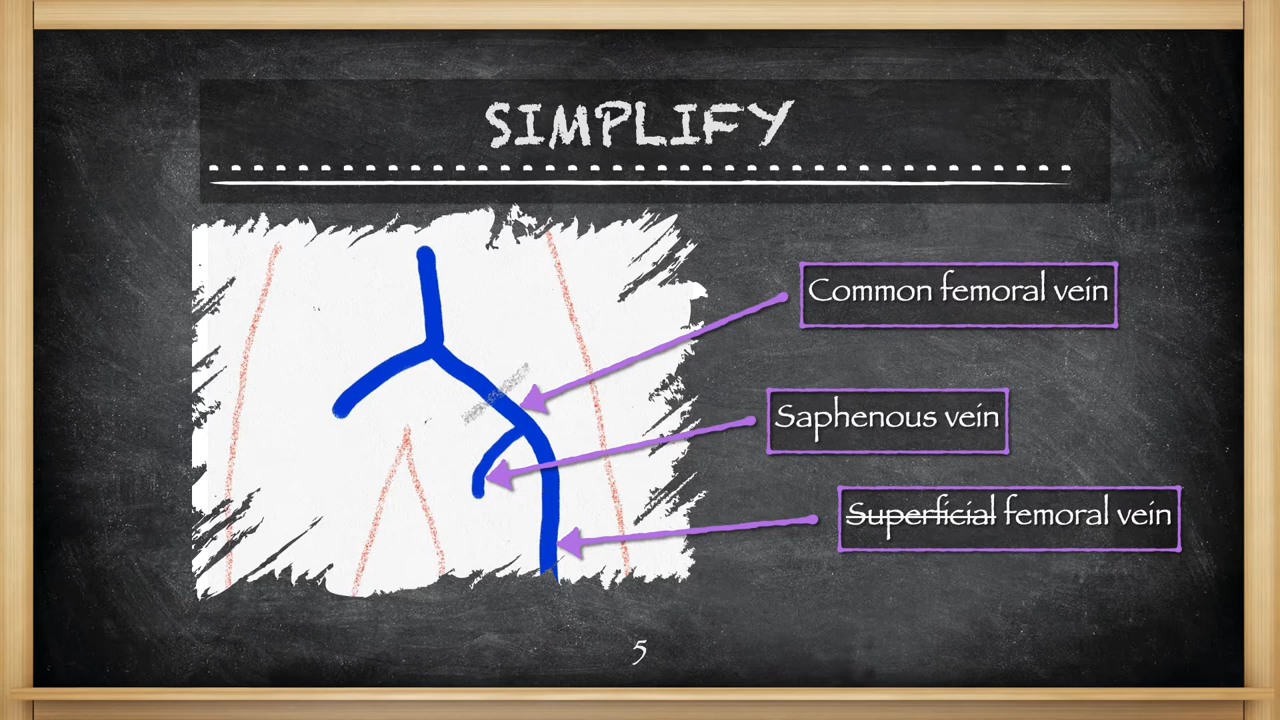 SIMPLIFY
Common femoral vein
Saphenous vein
Superficial femoral vein
5